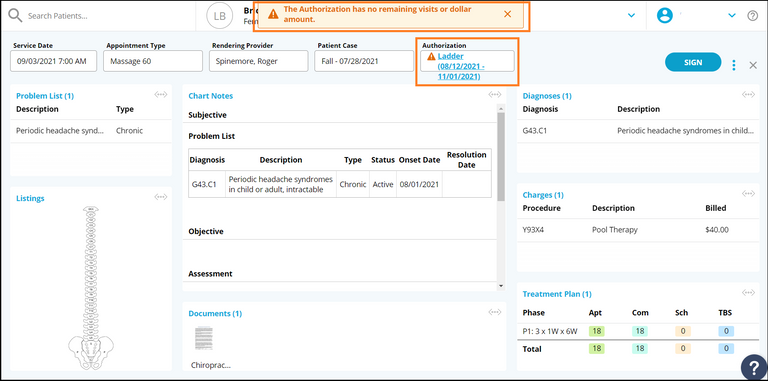 Search Patients...
LB
The Authorization has no remaining visits or dollar
amount.
Service Date
09/03/2021 7:00 AM
Appointment Type
Massage 60
Rendering Provider
Spinemore, Roger
Patient Case
Fall - 07/28/2021
Authorization
Ladder
(08/12/2021 -
11/01/2021)
SIGN
Problem List (1)
Description Type
Periodic headache synd... Chronic
Listings
Chart Notes
Subjective
Problem List
Diagnosis Description Type Status Onset Date Resolution Date
G43.C1 Periodic headache syndromes in child or adult, intractable Chronic Active 08/01/2021
Objective
Assessment
Documents (1)
Chiroprac...
Diagnoses (1)
Diagnosis Description
G43.C1 Periodic headache syndromes in child...
Charges (1)
Procedure Description Billed
Y93X4 Pool Therapy $40.00
Treatment Plan (1)
Phase Apt Com Sch TBS
P1: 3 x 1W x 6W 18 18 0 0
Total 18 18 0 0
?